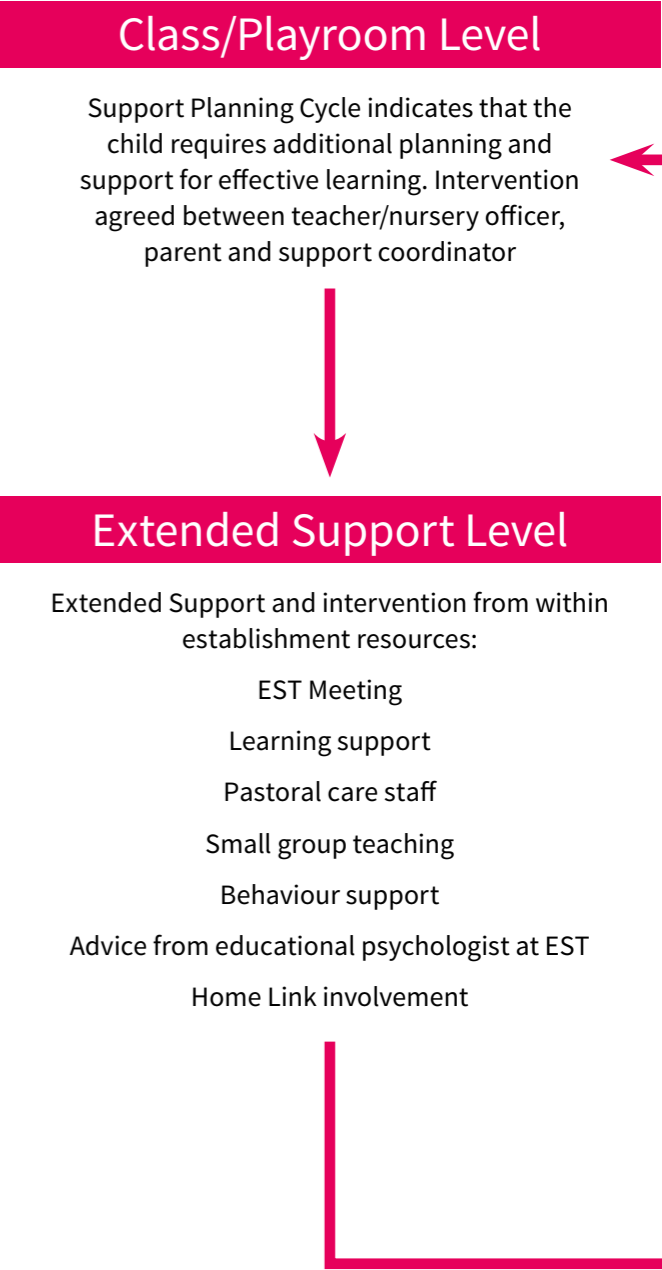 Class/Playroom Level
Support Planning Cycle indicates that the
child requires additional planning and
support for effective learning. Intervention
agreed between teacher/nursery officer,
parent and support coordinator
Extended Support Level
Extended Support and intervention from within
establishment resources:
EST Meeting
Learning support
Pastoral care staff
Small group teaching
Behaviour support
Advice from educational psychologist at EST
Home Link involvement